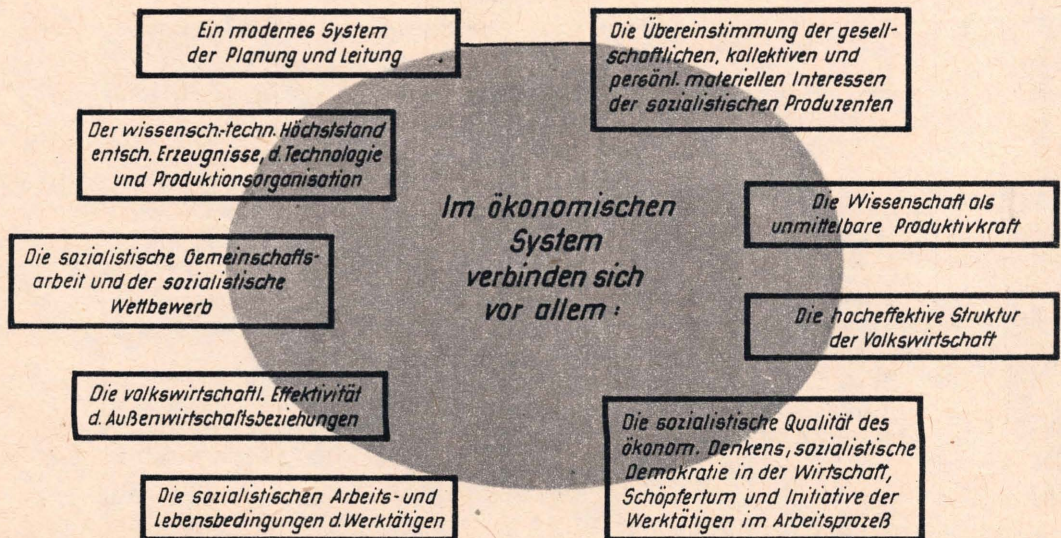 Ein modernes System
der Planung und Leitung
Die Übereinstimmung der gesell-
schaftlichen, kollektiven und
persönl. materiellen Interessen
der sozialistischen Produzenten
Der wissensch.-techn. Höchststand
entsch. Erzeugnisse, d. Technologie
und Produktionsorganisation
Im ökonomischen
System
verbinden sich
vor allem :
Die Wissenschaft als
unmittelbare Produktivkraft
Die sozialistische Gemeinschafts-
arbeit und der sozialistische
Wettbewerb
Die hocheffektive Struktur
der Volkswirtschaft
Die volkswirtschaftl. Effektivität
d. Außenwirtschaftsbeziehungen
Die sozialistische Qualität des
ökonom. Denkens, sozialistische
Demokratie in der Wirtschaft,
Schöpfertum und Initiative der
Werktätigen im Arbeitsprozeß
Die sozialistischen Arbeits- und
Lebensbedingungen d. Werktätigen